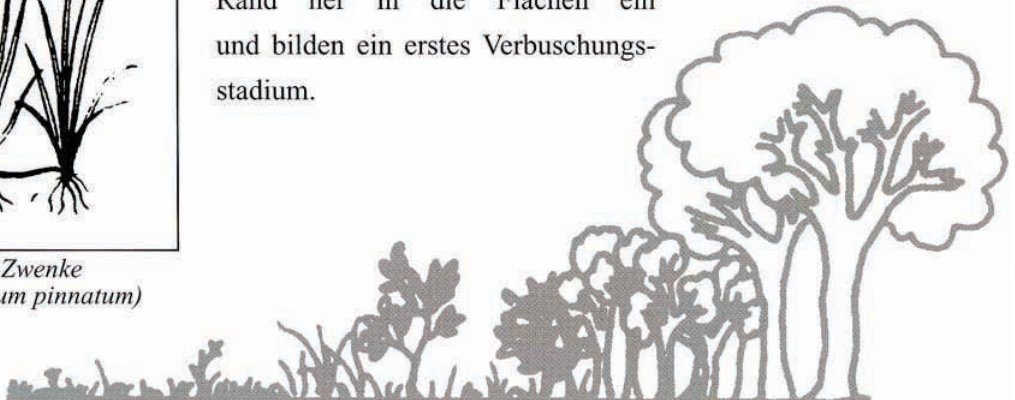 Rand her in die Flächen ein
und bilden ein erstes Verbuschungs-
stadium.
Zwenke
um pinnatum)